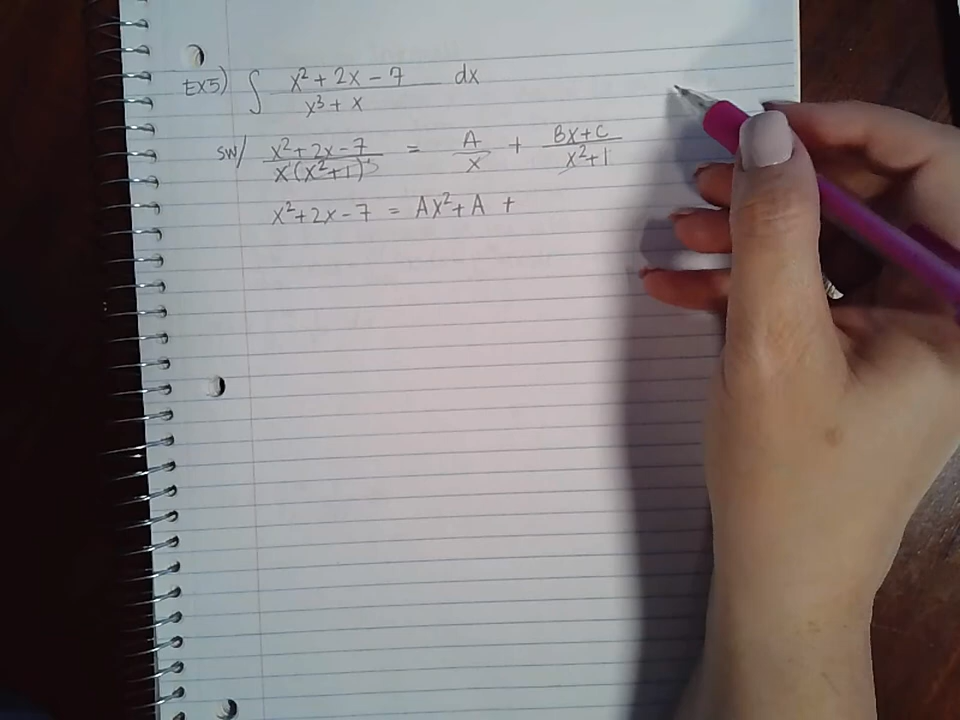 Ex5) ∫ x² + 2x - 7 / x³ + x dx
sw/ x² + 2x - 7 / x(x² + 1) = A / x + Bx + C / x² + 1
x² + 2x - 7 = Ax² + A +